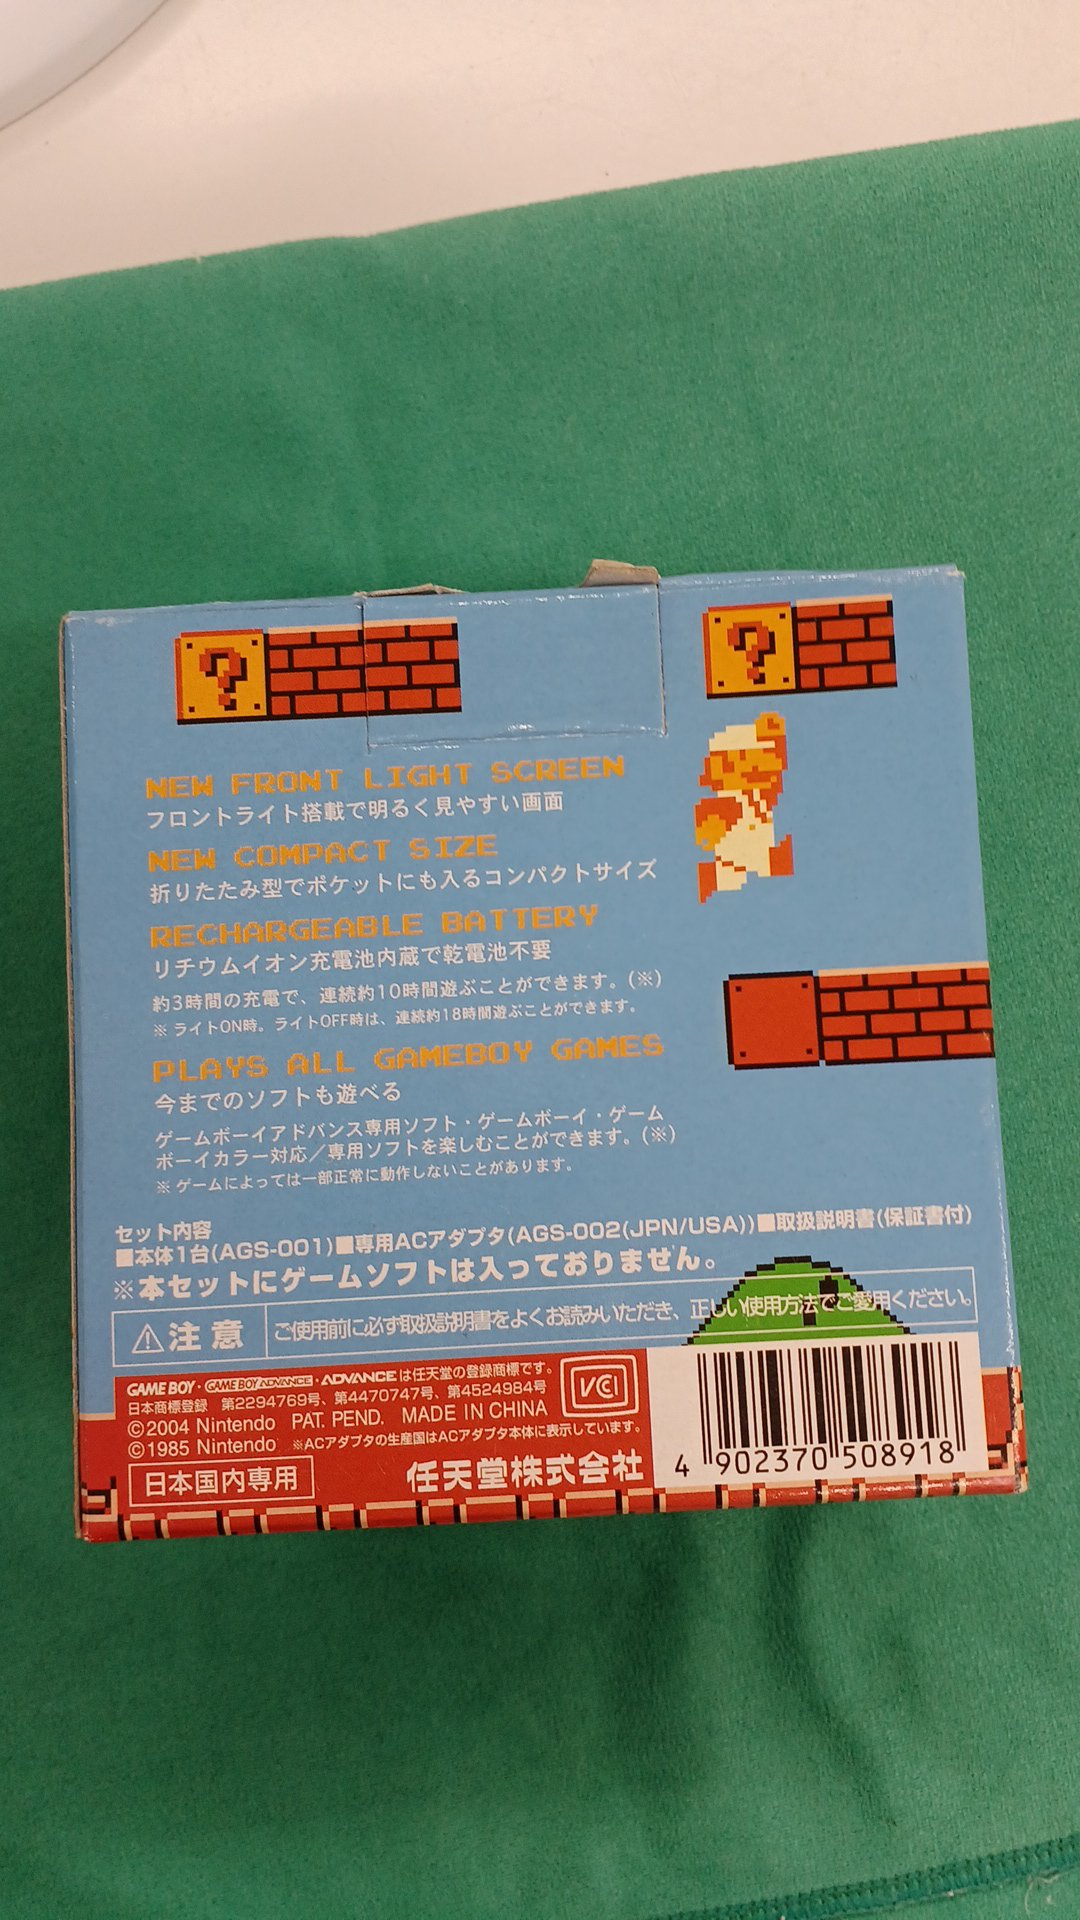 ?
?
NEW FRONT LIGHT SCREEN
フロントライト搭載で明るく見やすい画面
NEW COMPACT SIZE
折りたたみ型でポケットにも入るコンパクトサイズ
RECHARGEABLE BATTERY
リチウムイオン充電池内蔵で乾電池不要
約3時間の充電で、連続約10時間遊ぶことができます。(※)
※ ライトON時。ライトOFF時は、連続約18時間遊ぶことができます。
PLAYS ALL GAMEBOY GAMES
今までのソフトも遊べる
ゲームボーイアドバンス専用ソフト・ゲームボーイ・ゲーム
ボーイカラー対応／専用ソフトを楽しむことができます。(※)
※ ゲームによっては一部正常に動作しないことがあります。
セット内容
■本体1台(AGS-001)■専用ACアダプタ(AGS-002(JPN/USA))■取扱説明書(保証書付)
※本セットにゲームソフトは入っておりません。
⚠注意 ご使用前に必ず取扱説明書をよくお読みいただき、正しい使用方法でご愛用ください。
GAME BOY・GAME BOY ADVANCE・ADVANCEは任天堂の登録商標です。
日本商標登録 第2294769号、第4470747号、第4524984号
©2004 Nintendo PAT. PEND. MADE IN CHINA
©1985 Nintendo ※ACアダプタの生産国はACアダプタ本体に表示しています。
VCI
日本国内専用
任天堂株式会社
4 902370 508918